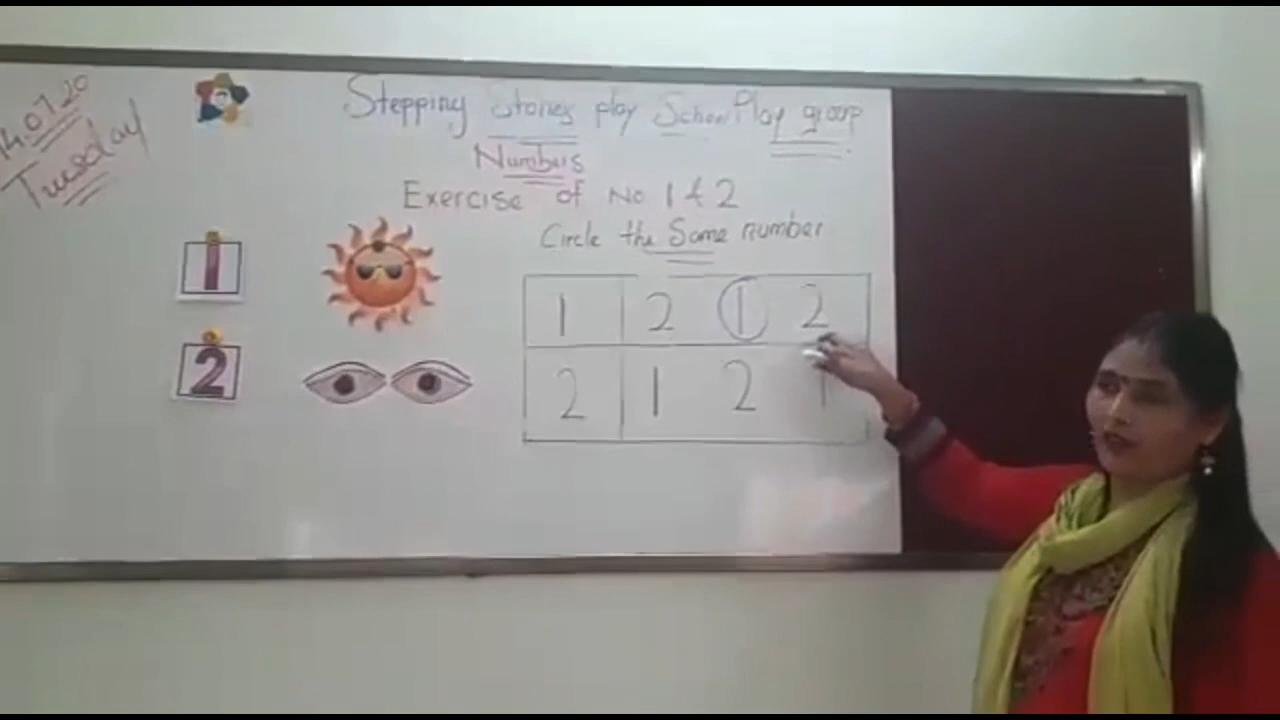 14.07.20
Tuesday
Stepping Stones play School Play group
Numbers
Exercise of No 1 & 2
Circle the Same number
1
2
1 2 1 2
2 1 2 1